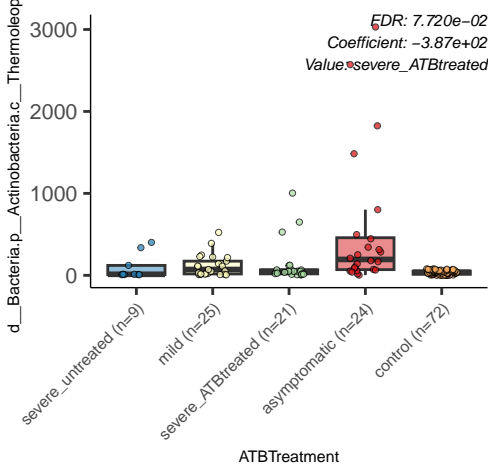 d__Bacteria.p__Actinobacteria.c__Thermoleop
3000
2000
1000
0
FDR: 7.720e−02
Coefficient: −3.87e+02
Value: severe_ATBtreated
severe_untreated (n=9)
mild (n=25)
severe_ATBtreated (n=21)
asymptomatic (n=24)
control (n=72)
ATBTreatment